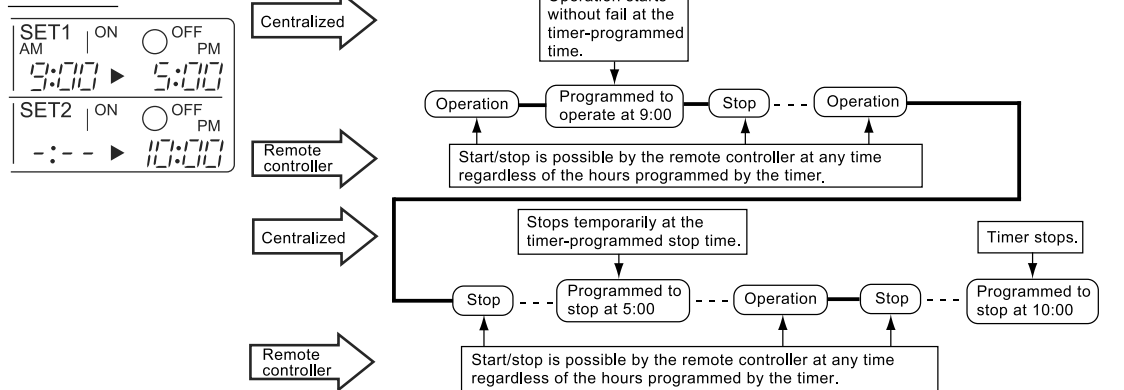 Operation starts
without fail at the
timer-programmed
time.
Centralized
SET1 ON OFF
AM PM
9:00 ▶ 5:00
SET2 ON OFF
PM
-:-- ▶ 10:00
Operation
Programmed to
operate at 9:00
Stop
Operation
Remote
controller
Start/stop is possible by the remote controller at any time
regardless of the hours programmed by the timer.
Centralized
Stops temporarily at the
timer-programmed stop time.
Timer stops.
Stop
Programmed to
stop at 5:00
Operation
Stop
Programmed to
stop at 10:00
Remote
controller
Start/stop is possible by the remote controller at any time
regardless of the hours programmed by the timer.